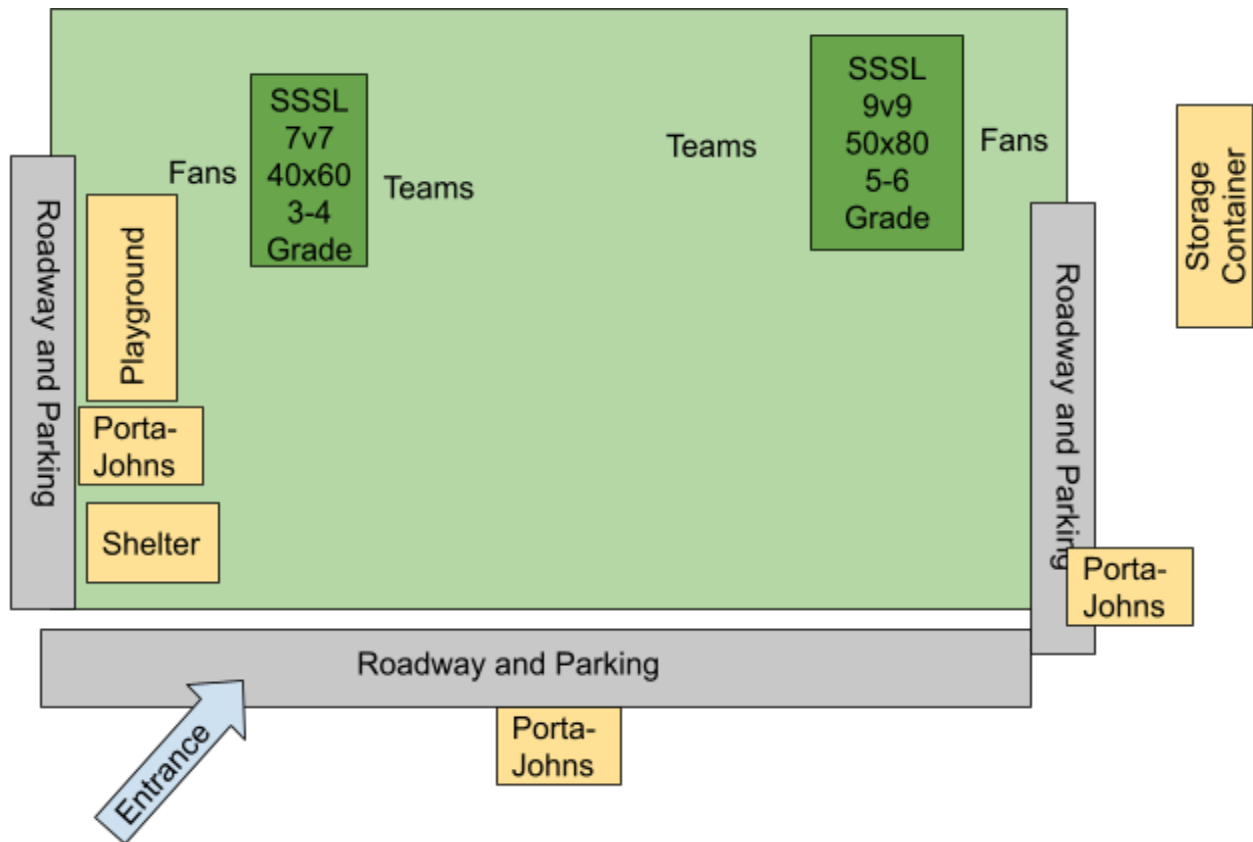 SSSL
7v7
40x60
3-4
Grade
Fans
Teams
SSSL
9v9
50x80
5-6
Grade
Teams
Fans
Storage
Container
Roadway and Parking
Playground
Porta-
Johns
Shelter
Roadway and Parking
Porta-
Johns
Roadway and Parking
Porta-
Johns
Entrance